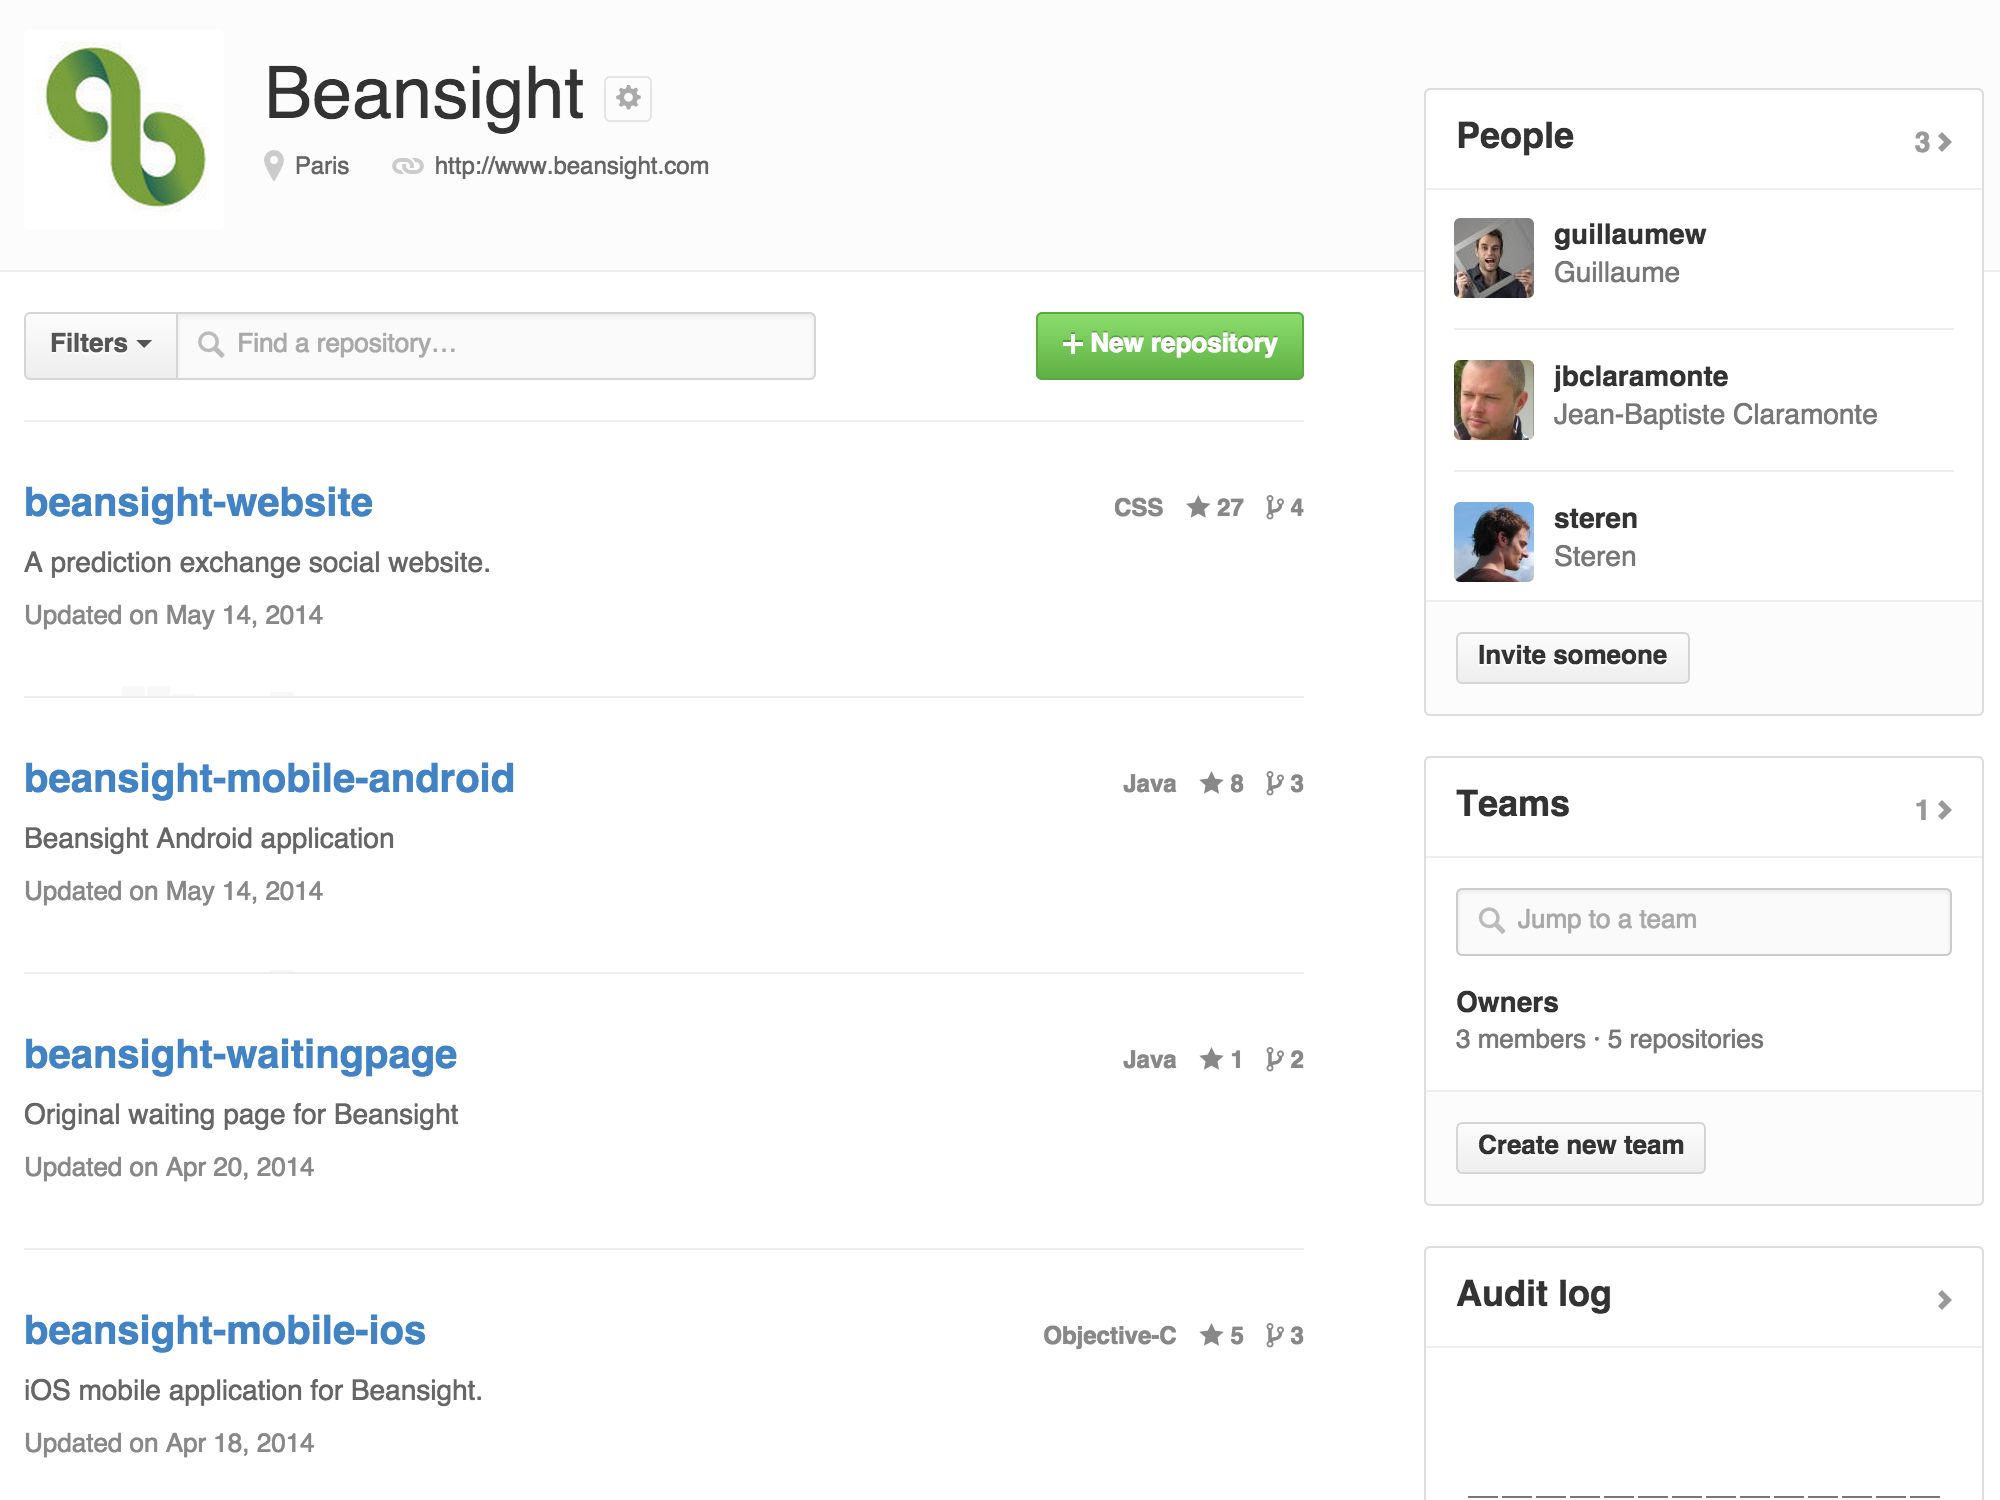 Beansight
Paris http://www.beansight.com
Filters Find a repository… + New repository
beansight-website CSS 27 4
A prediction exchange social website.
Updated on May 14, 2014
beansight-mobile-android Java 8 3
Beansight Android application
Updated on May 14, 2014
beansight-waitingpage Java 1 2
Original waiting page for Beansight
Updated on Apr 20, 2014
beansight-mobile-ios Objective-C 5 3
iOS mobile application for Beansight.
Updated on Apr 18, 2014
People 3
guillaumew
Guillaume
jbclaramonte
Jean-Baptiste Claramonte
steren
Steren
Invite someone
Teams 1
Jump to a team
Owners
3 members · 5 repositories
Create new team
Audit log